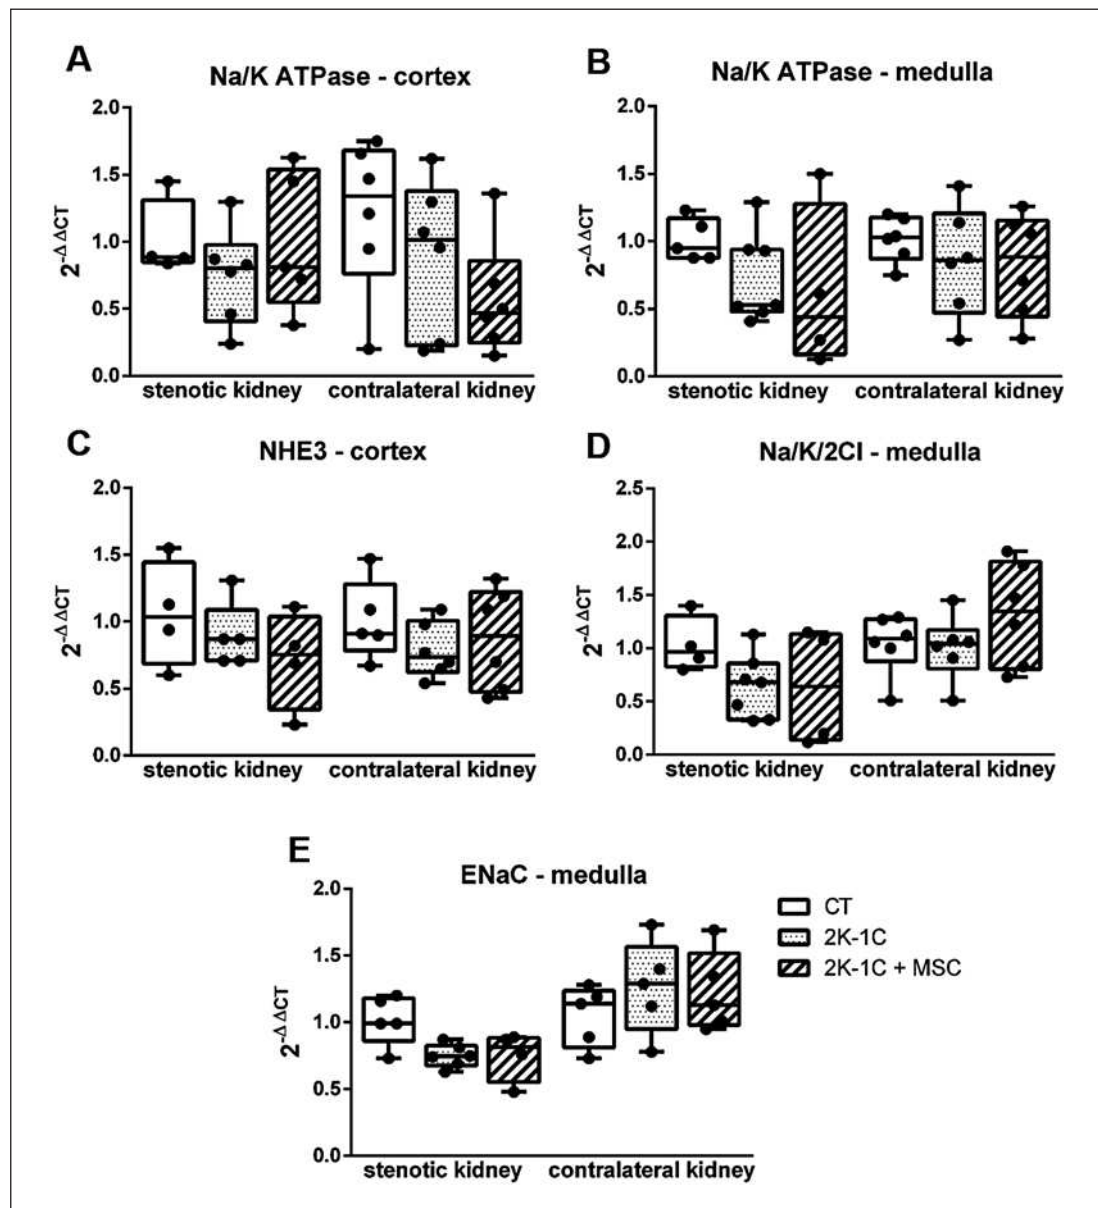 A
Na/K ATPase - cortex
2.0
1.5
1.0
0.5
0.0
2-Δ ΔCT
stenotic kidney contralateral kidney
B
Na/K ATPase - medulla
2.0
1.5
1.0
0.5
0.0
2-Δ ΔCT
stenotic kidney contralateral kidney
C
NHE3 - cortex
2.0
1.5
1.0
0.5
0.0
2-Δ ΔCT
stenotic kidney contralateral kidney
D
Na/K/2Cl - medulla
2.5
2.0
1.5
1.0
0.5
0.0
2-Δ ΔCT
stenotic kidney contralateral kidney
E
ENaC - medulla
2.0
1.5
1.0
0.5
0.0
2-Δ ΔCT
stenotic kidney contralateral kidney
CT
2K-1C
2K-1C + MSC